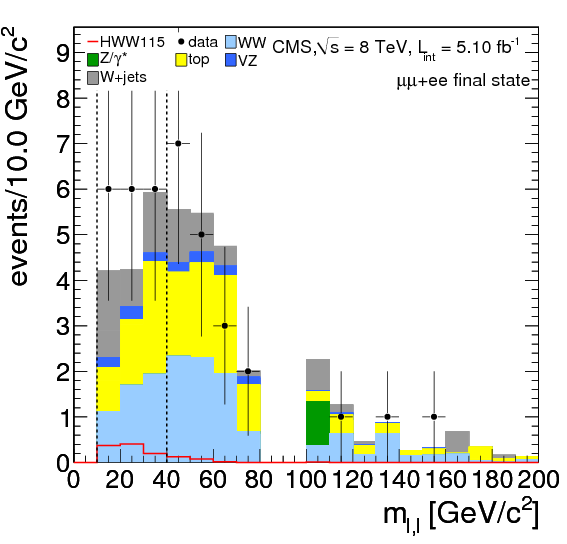 HWW115 data WW
Z/γ* top VZ
W+jets
CMS,√s = 8 TeV, L_int = 5.10 fb⁻¹
μμ+ee final state
events/10.0 GeV/c²
9
8
7
6
5
4
3
2
1
0
0 20 40 60 80 100 120 140 160 180 200
m_l,l [GeV/c²]